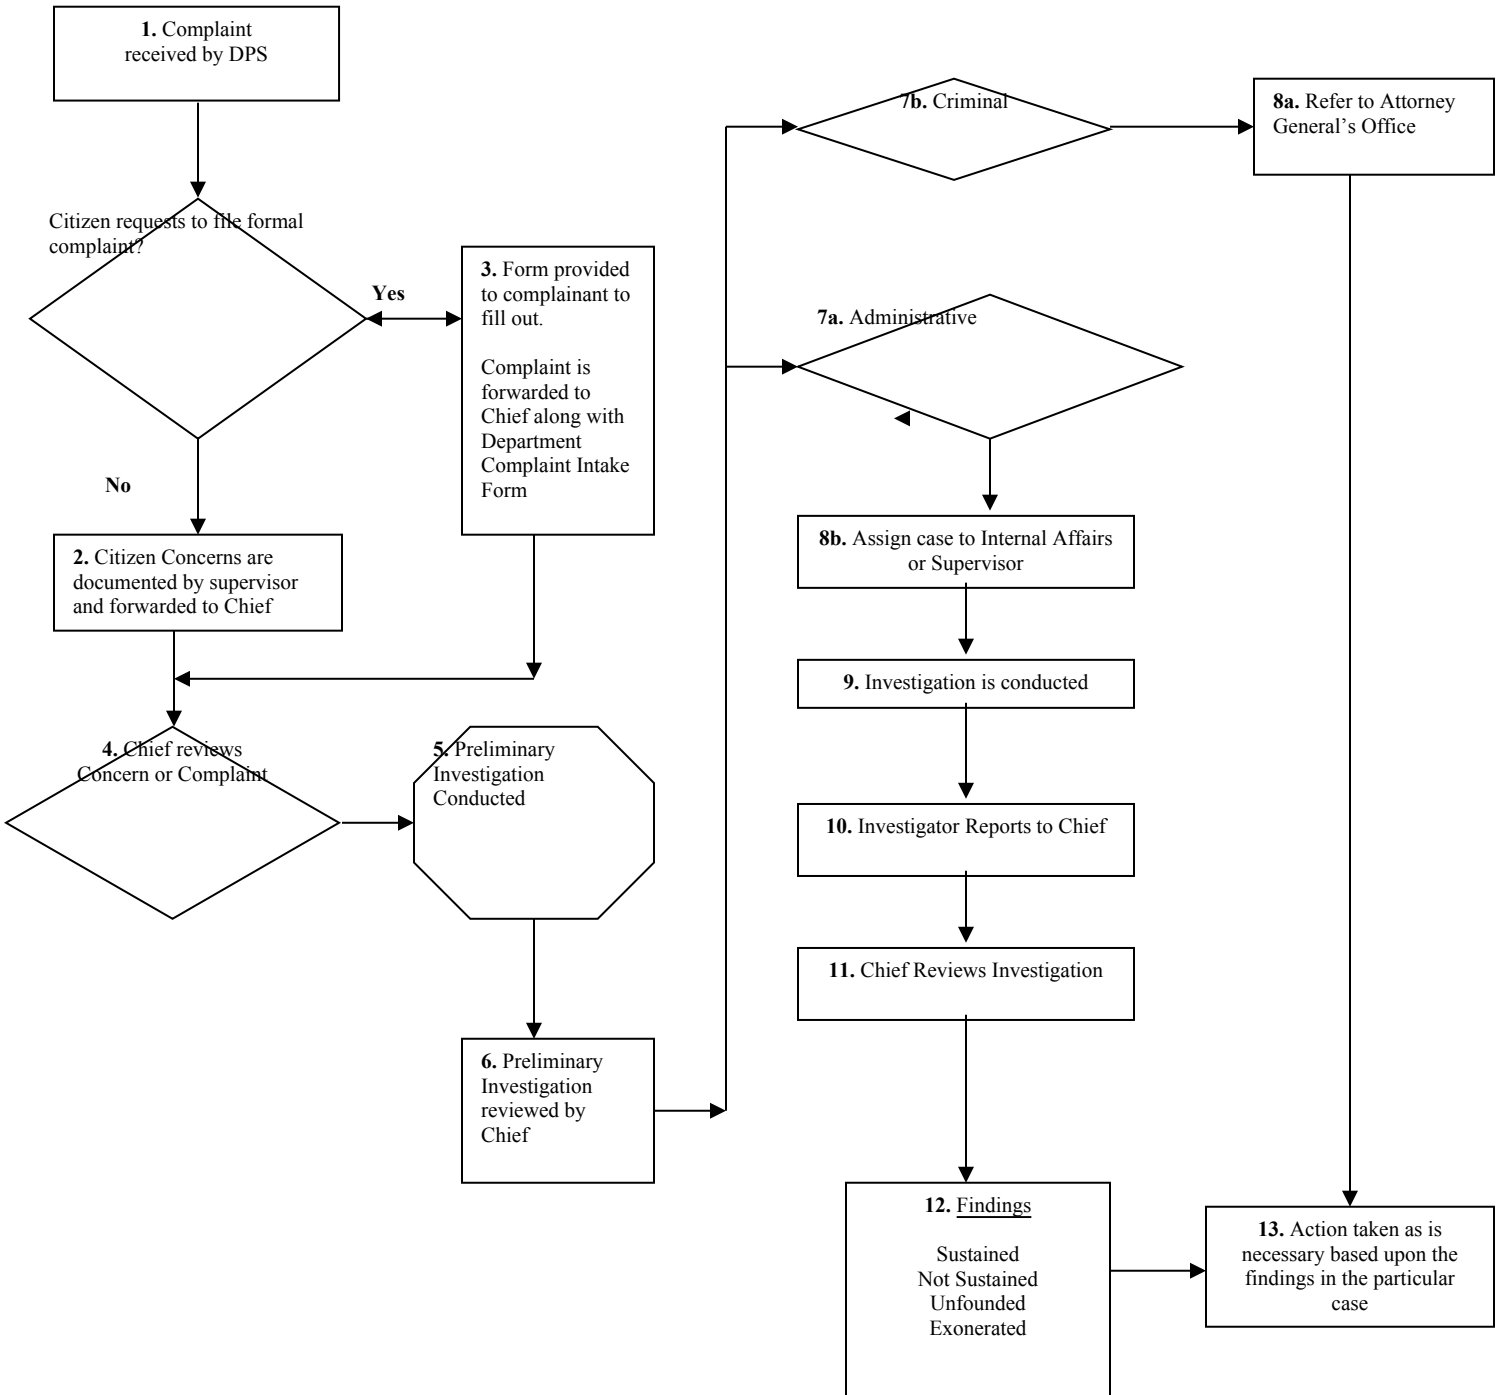 1. Complaint
received by DPS
Citizen requests to file formal
complaint?
Yes
No
2. Citizen Concerns are
documented by supervisor
and forwarded to Chief
3. Form provided
to complainant to
fill out.
Complaint is
forwarded to
Chief along with
Department
Complaint Intake
Form
4. Chief reviews
Concern or Complaint
5. Preliminary
Investigation
Conducted
6. Preliminary
Investigation
reviewed by
Chief
7b. Criminal
8a. Refer to Attorney
General’s Office
7a. Administrative
8b. Assign case to Internal Affairs
or Supervisor
9. Investigation is conducted
10. Investigator Reports to Chief
11. Chief Reviews Investigation
12. Findings
Sustained
Not Sustained
Unfounded
Exonerated
13. Action taken as is
necessary based upon the
findings in the particular
case